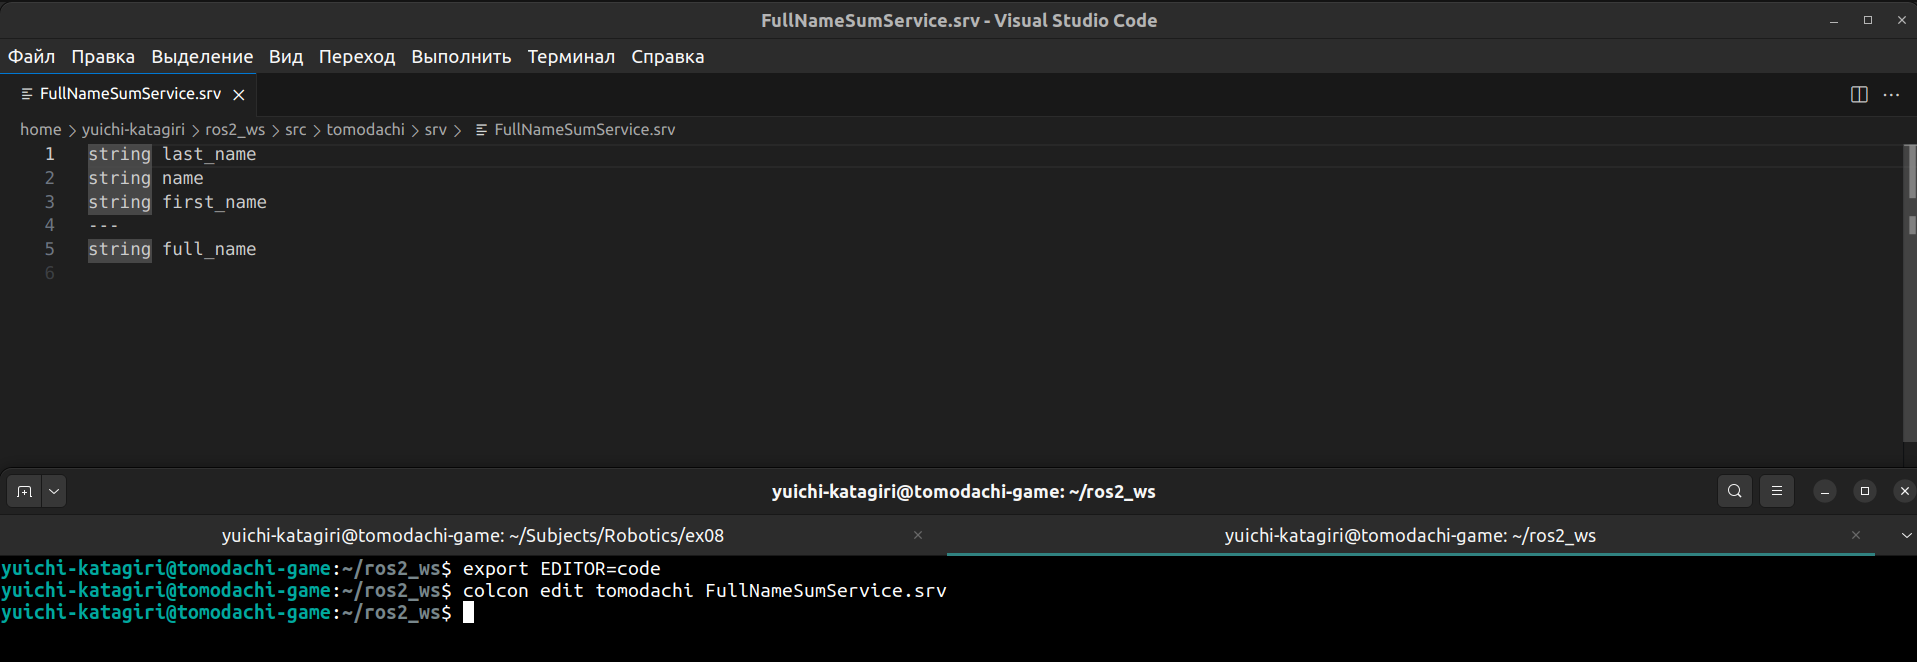 FullNameSumService.srv - Visual Studio Code
Файл Правка Выделение Вид Переход Выполнить Терминал Справка
FullNameSumService.srv
home > yuichi-katagiri > ros2_ws > src > tomodachi > srv > FullNameSumService.srv
1 string last_name
2 string name
3 string first_name
4 ---
5 string full_name
6
yuichi-katagiri@tomodachi-game: ~/ros2_ws
yuichi-katagiri@tomodachi-game: ~/Subjects/Robotics/ex08 yuichi-katagiri@tomodachi-game: ~/ros2_ws
yuichi-katagiri@tomodachi-game:~/ros2_ws$ export EDITOR=code
yuichi-katagiri@tomodachi-game:~/ros2_ws$ colcon edit tomodachi FullNameSumService.srv
yuichi-katagiri@tomodachi-game:~/ros2_ws$